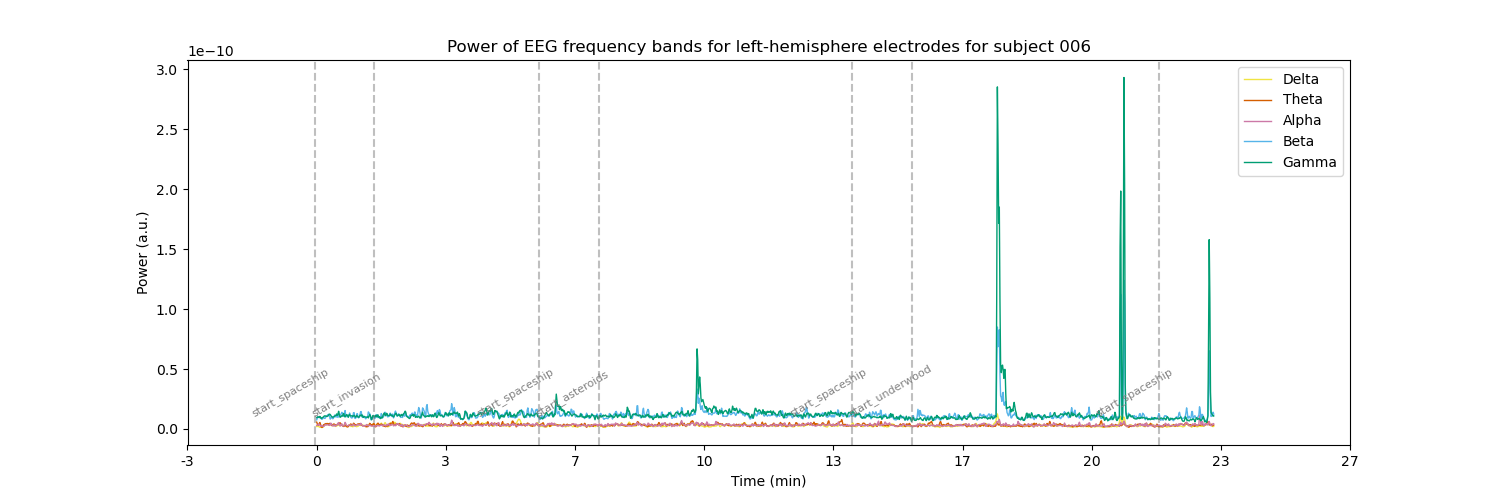 Power of EEG frequency bands for left-hemisphere electrodes for subject 006
1e−10
3.0
2.5
2.0
1.5
1.0
0.5
0.0
Power (a.u.)
Delta
Theta
Alpha
Beta
Gamma
start_spaceship
start_invasion
start_spaceship
start_asteroids
start_spaceship
start_underwood
start_spaceship
-3 0 3 7 10 13 17 20 23 27
Time (min)